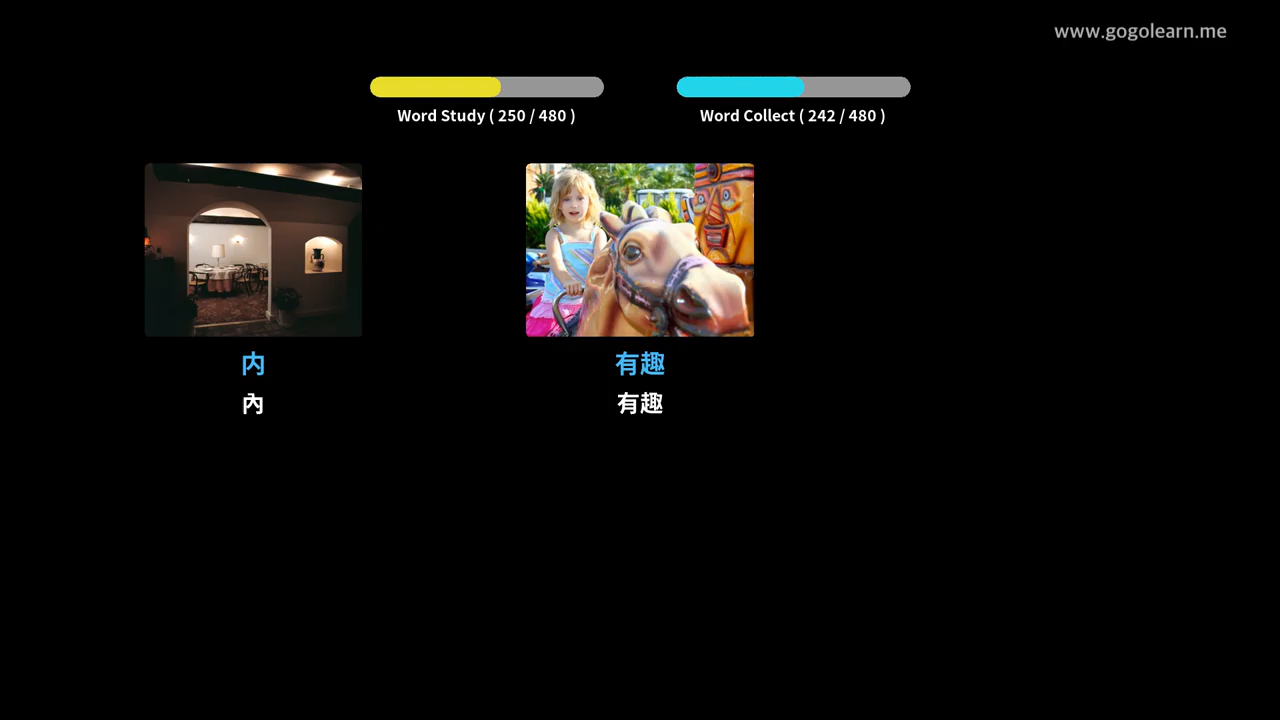 www.gogolearn.me
Word Study ( 250 / 480 )
Word Collect ( 242 / 480 )
内
有趣
內
有趣